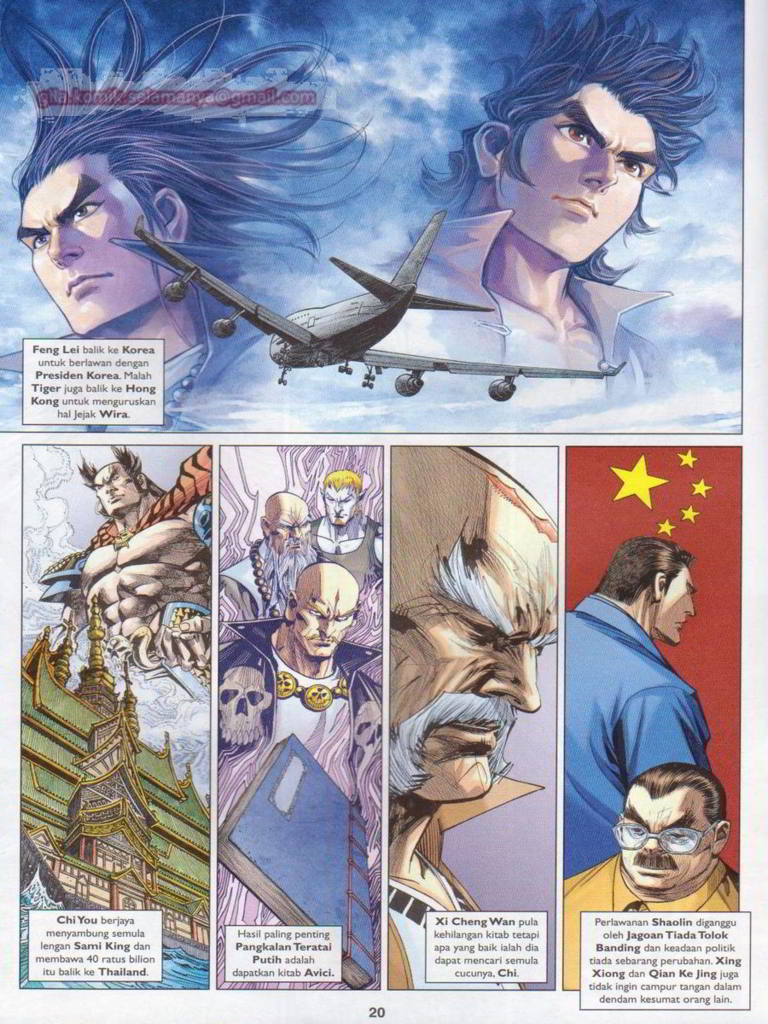 gila.komik.selamanya@gmail.com
Feng Lei balik ke Korea
untuk berlawan dengan
Presiden Korea. Malah
Tiger juga balik ke Hong
Kong untuk menguruskan
hal Jejak Wira.
Chi You berjaya
menyambung semula
lengan Sami King dan
membawa 40 ratus bilion
itu balik ke Thailand.
Hasil paling penting
Pangkalan Teratai
Putih adalah
dapatkan kitab Avici.
Xi Cheng Wan pula
kehilangan kitab tetapi
apa yang baik ialah dia
dapat mencari semula
cucunya, Chi.
Perlawanan Shaolin diganggu
oleh Jagoan Tiada Tolok
Banding dan keadaan politik
tiada sebarang perubahan. Xing
Xiong dan Qian Ke Jing juga
tidak ingin campur tangan dalam
dendam kesumat orang lain.
20